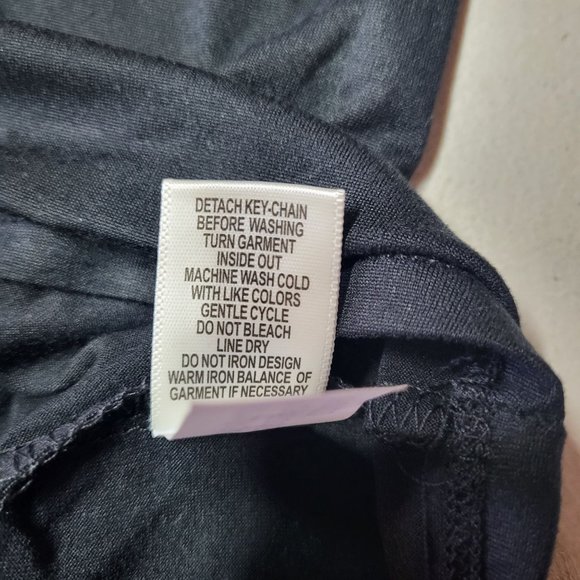 DETACH KEY-CHAIN
BEFORE WASHING
TURN GARMENT
INSIDE OUT
MACHINE WASH COLD
WITH LIKE COLORS
GENTLE CYCLE
DO NOT BLEACH
LINE DRY
DO NOT IRON DESIGN
WARM IRON BALANCE OF
GARMENT IF NECESSARY